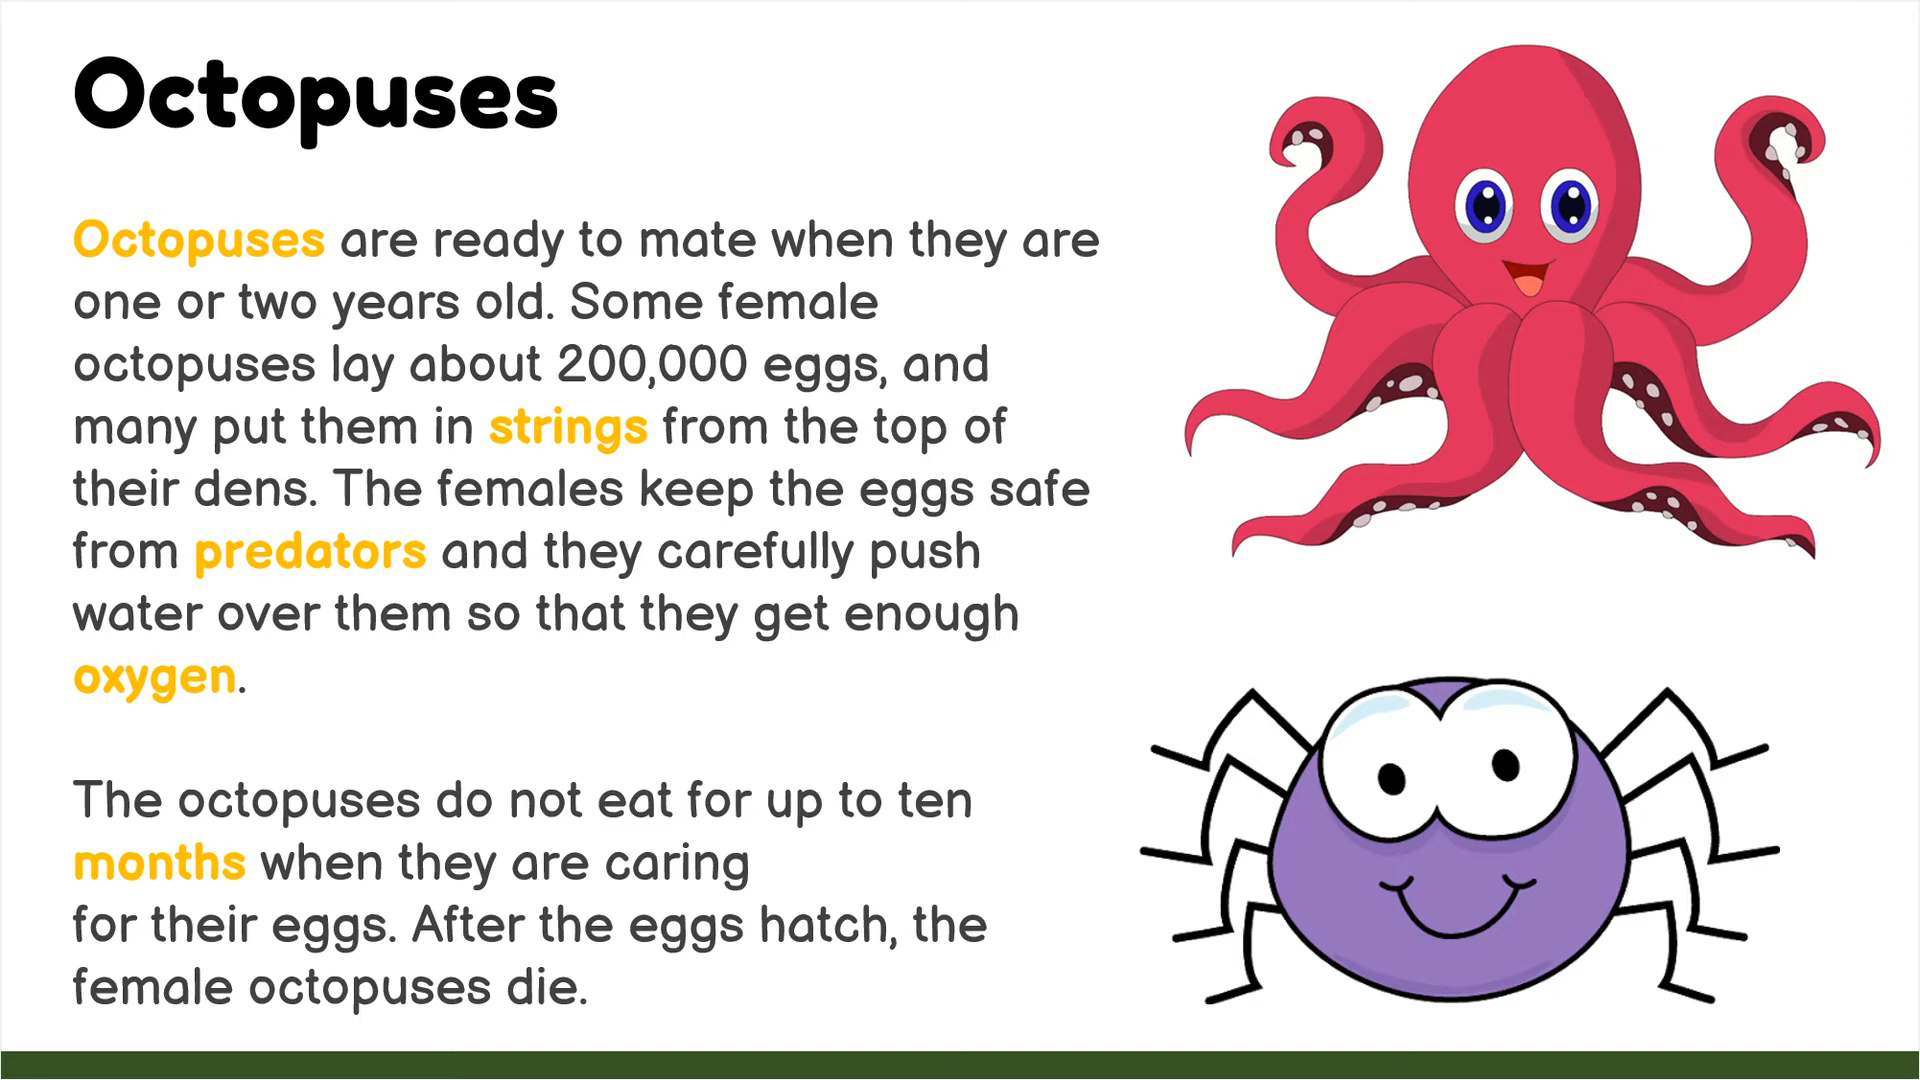 Octopuses
Octopuses are ready to mate when they are
one or two years old. Some female
octopuses lay about 200,000 eggs, and
many put them in strings from the top of
their dens. The females keep the eggs safe
from predators and they carefully push
water over them so that they get enough
oxygen.
The octopuses do not eat for up to ten
months when they are caring
for their eggs. After the eggs hatch, the
female octopuses die.